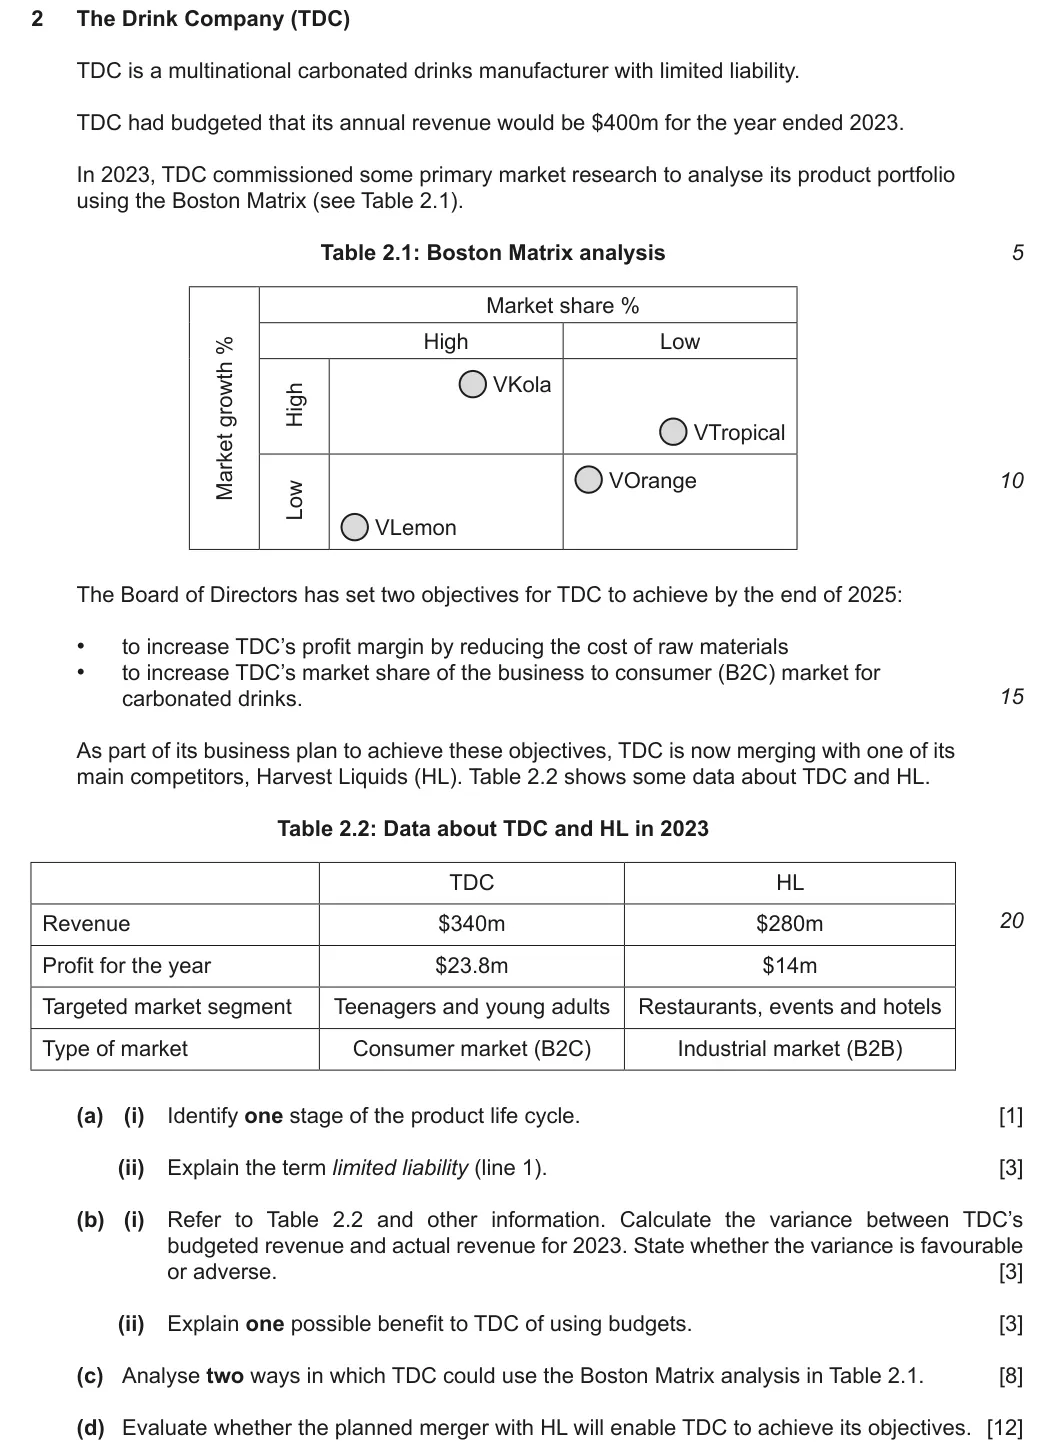 2 The Drink Company (TDC)
TDC is a multinational carbonated drinks manufacturer with limited liability.
TDC had budgeted that its annual revenue would be $400m for the year ended 2023.
In 2023, TDC commissioned some primary market research to analyse its product portfolio
using the Boston Matrix (see Table 2.1).
Table 2.1: Boston Matrix analysis 5
Market share %
High Low
Market growth %
High
VKola
VTropical
Low
VOrange 10
VLemon
The Board of Directors has set two objectives for TDC to achieve by the end of 2025:
• to increase TDC's profit margin by reducing the cost of raw materials
• to increase TDC's market share of the business to consumer (B2C) market for
carbonated drinks. 15
As part of its business plan to achieve these objectives, TDC is now merging with one of its
main competitors, Harvest Liquids (HL). Table 2.2 shows some data about TDC and HL.
Table 2.2: Data about TDC and HL in 2023
TDC HL
Revenue $340m $280m 20
Profit for the year $23.8m $14m
Targeted market segment Teenagers and young adults Restaurants, events and hotels
Type of market Consumer market (B2C) Industrial market (B2B)
(a) (i) Identify one stage of the product life cycle. [1]
(ii) Explain the term limited liability (line 1). [3]
(b) (i) Refer to Table 2.2 and other information. Calculate the variance between TDC's
budgeted revenue and actual revenue for 2023. State whether the variance is favourable
or adverse. [3]
(ii) Explain one possible benefit to TDC of using budgets. [3]
(c) Analyse two ways in which TDC could use the Boston Matrix analysis in Table 2.1. [8]
(d) Evaluate whether the planned merger with HL will enable TDC to achieve its objectives. [12]